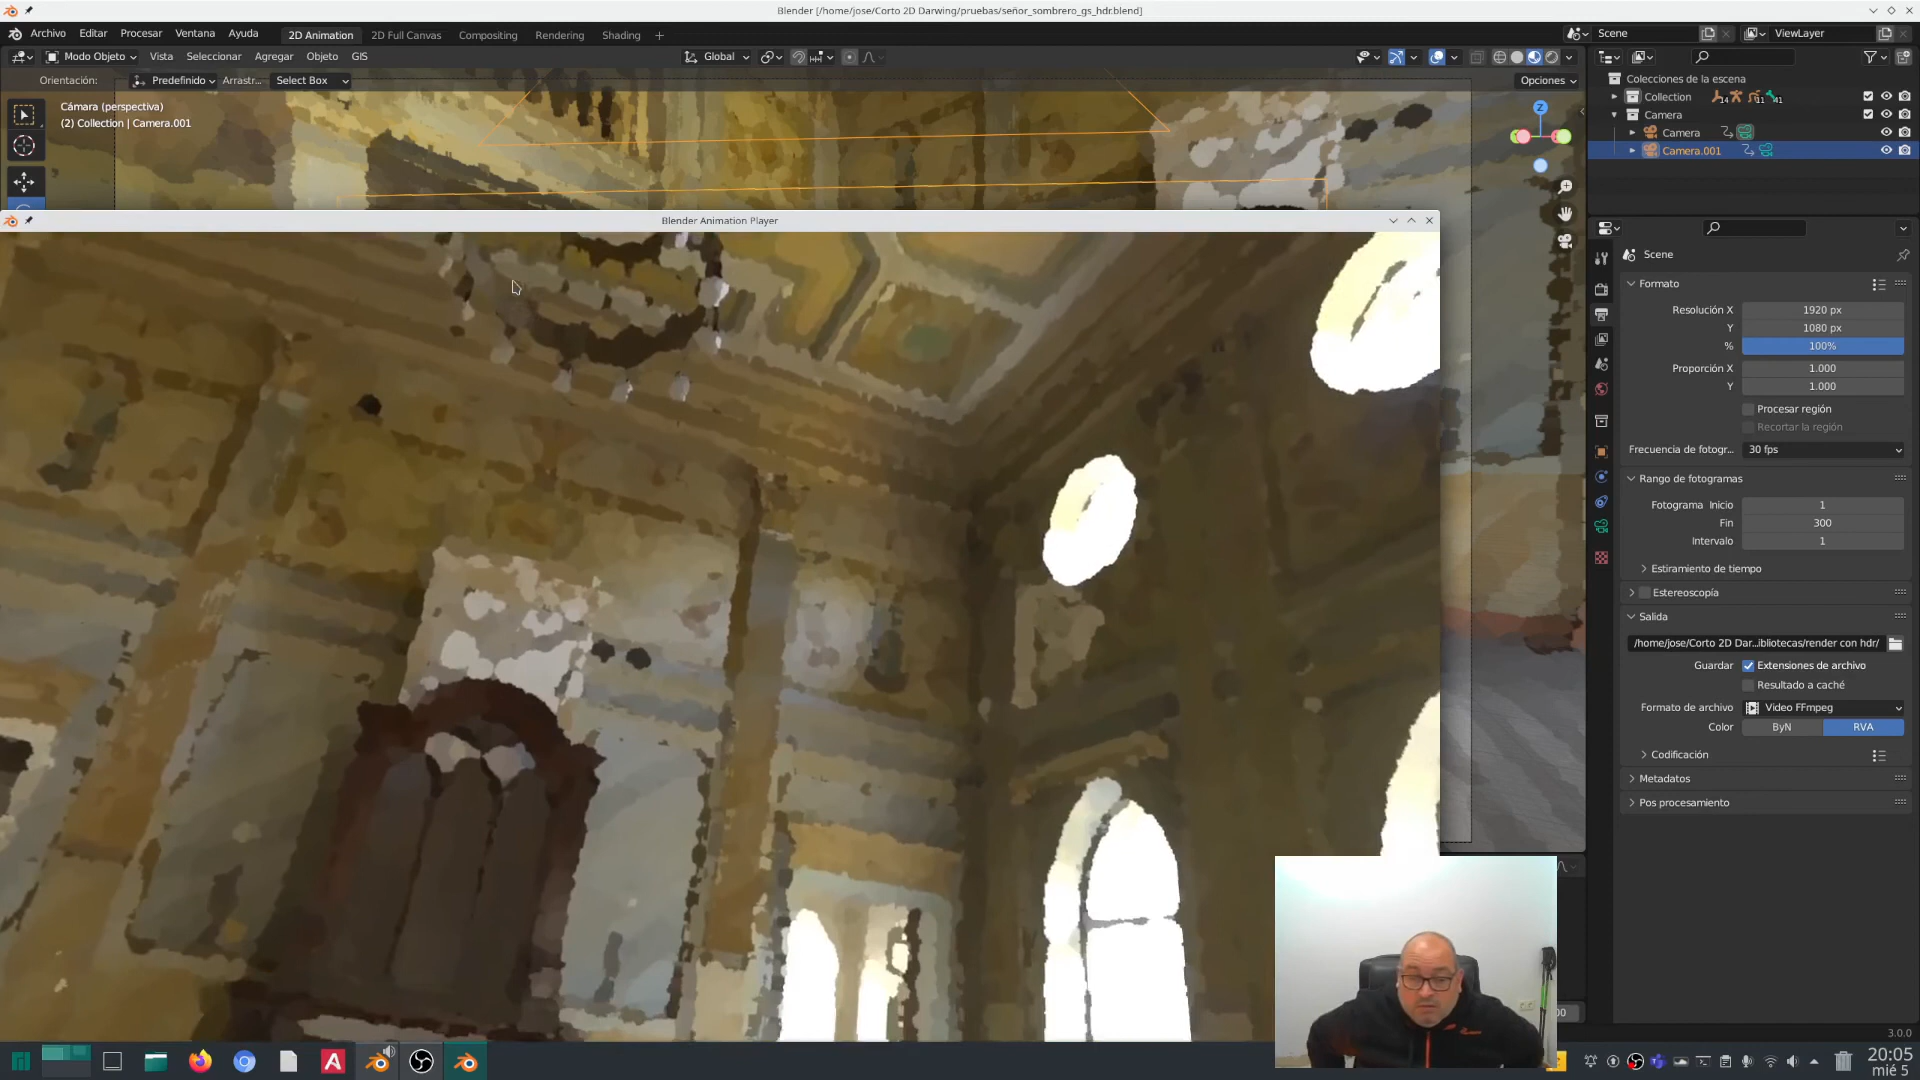 Blender [/home/jose/Corto 2D Darwing/pruebas/señor_sombrero_gs_hdr.blend]
Archivo Editar Procesar Ventana Ayuda
2D Animation 2D Full Canvas Compositing Rendering Shading +
Scene
ViewLayer
Modo Objeto Vista Seleccionar Agregar Objeto GIS
Global
Orientación: Predefinido Arrastr... Select Box
Opciones
Cámara (perspectiva)
(2) Collection | Camera.001
Z
Colecciones de la escena
Collection 14 11 41
Camera
Camera
Camera.001
Blender Animation Player
Scene
Formato
Resolución X 1920 px
Y 1080 px
% 100%
Proporción X 1.000
Y 1.000
Procesar región
Recortar la región
Frecuencia de fotogr... 30 fps
Rango de fotogramas
Fotograma Inicio 1
Fin 300
Intervalo 1
Estiramiento de tiempo
Estereoscopía
Salida
/home/jose/Corto 2D Dar...ibliotecas/render con hdr/
Guardar Extensiones de archivo
Resultado a caché
Formato de archivo Video FFmpeg
Color ByN RVA
Codificación
Metadatos
Pos procesamiento
3.0.0
20:05
mié 5